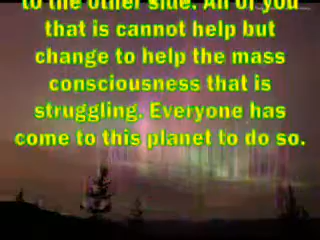 to the other side. All of you
that is cannot help but
change to help the mass
consciousness that is
struggling. Everyone has
come to this planet to do so.